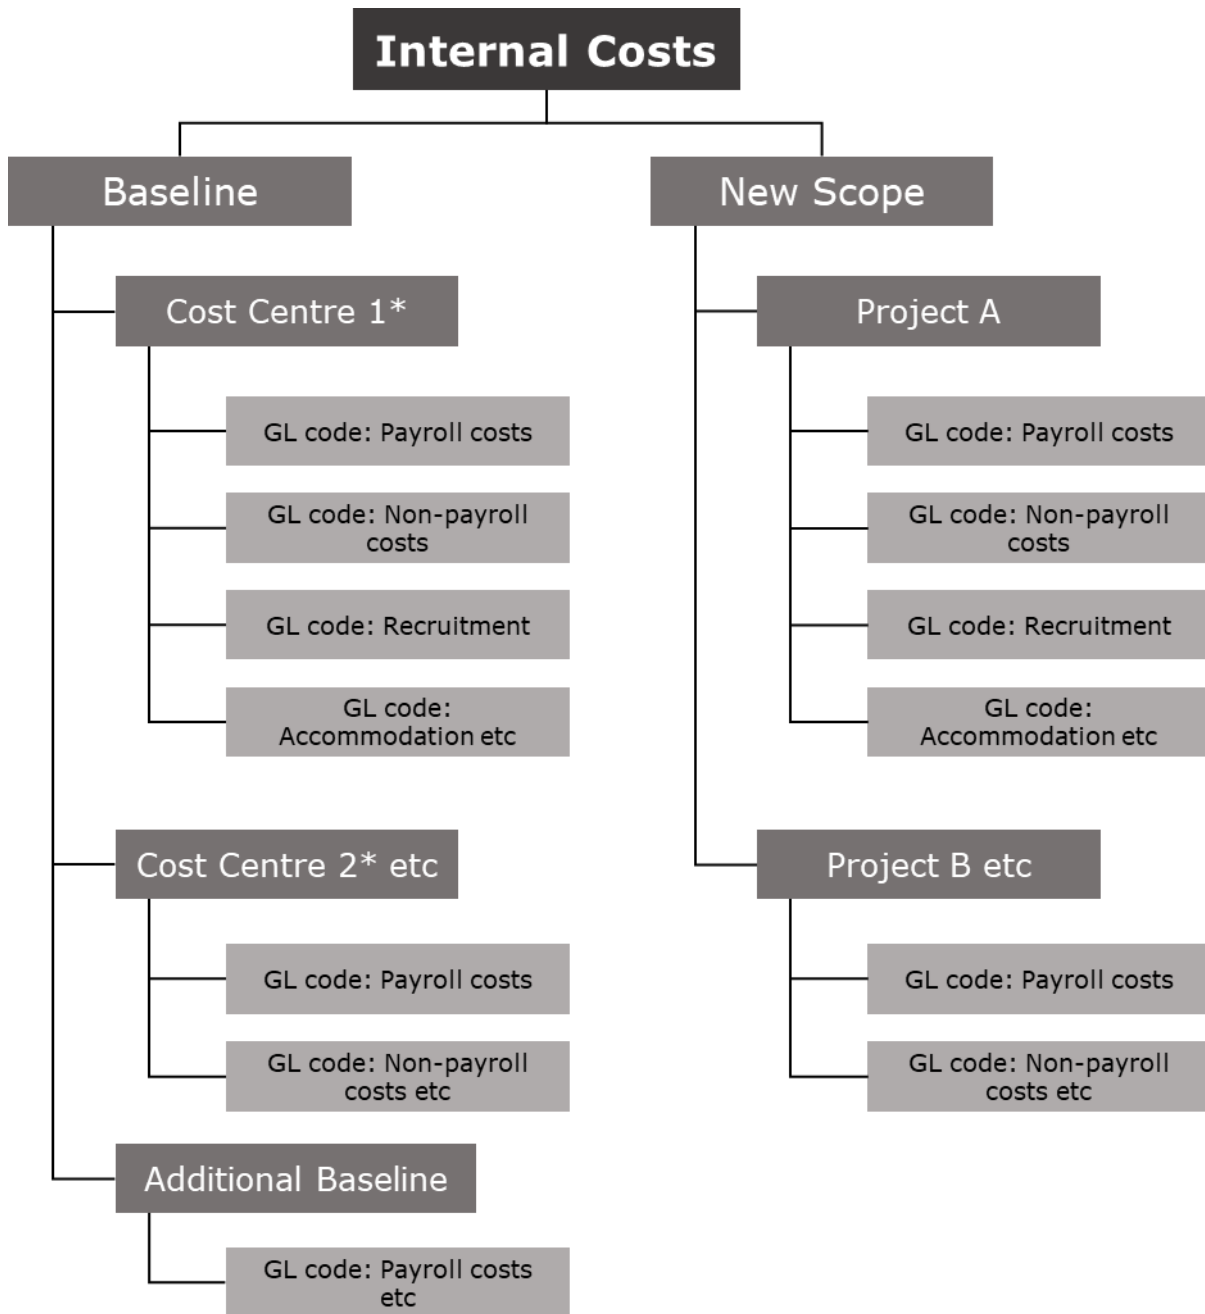 Internal Costs
Baseline
New Scope
Cost Centre 1*
Project A
GL code: Payroll costs
GL code: Payroll costs
GL code: Non-payroll
costs
GL code: Non-payroll
costs
GL code: Recruitment
GL code: Recruitment
GL code:
Accommodation etc
GL code:
Accommodation etc
Cost Centre 2* etc
Project B etc
GL code: Payroll costs
GL code: Payroll costs
GL code: Non-payroll
costs etc
GL code: Non-payroll
costs etc
Additional Baseline
GL code: Payroll costs
etc